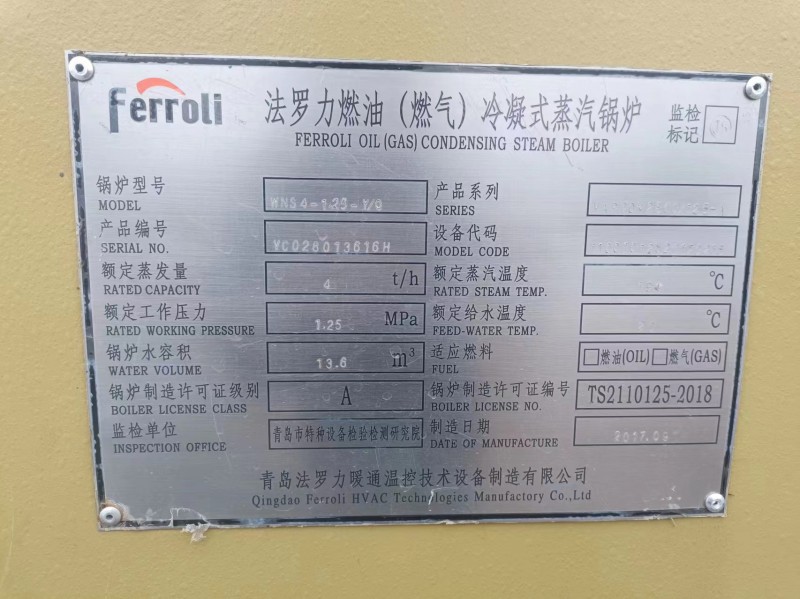 Ferroli
法罗力燃油（燃气）冷凝式蒸汽锅炉
FERROLI OIL (GAS) CONDENSING STEAM BOILER
监检
标记
锅炉型号
MODEL
WNS4-1.25-Y/Q
产品系列
SERIES
产品编号
SERIAL NO.
VC028013616H
设备代码
MODEL CODE
额定蒸发量
RATED CAPACITY
4 t/h
额定蒸汽温度
RATED STEAM TEMP.
℃
额定工作压力
RATED WORKING PRESSURE
1.25 MPa
额定给水温度
FEED-WATER TEMP.
℃
锅炉水容积
WATER VOLUME
13.6 m³
适应燃料
FUEL
燃油(OIL) 燃气(GAS)
锅炉制造许可证级别
BOILER LICENSE CLASS
A
锅炉制造许可证编号
BOILER LICENSE NO.
TS2110125-2018
监检单位
INSPECTION OFFICE
青岛市特种设备检验检测研究院
制造日期
DATE OF MANUFACTURE
青岛法罗力暖通温控技术设备制造有限公司
Qingdao Ferroli HVAC Technologies Manufactory Co.,Ltd